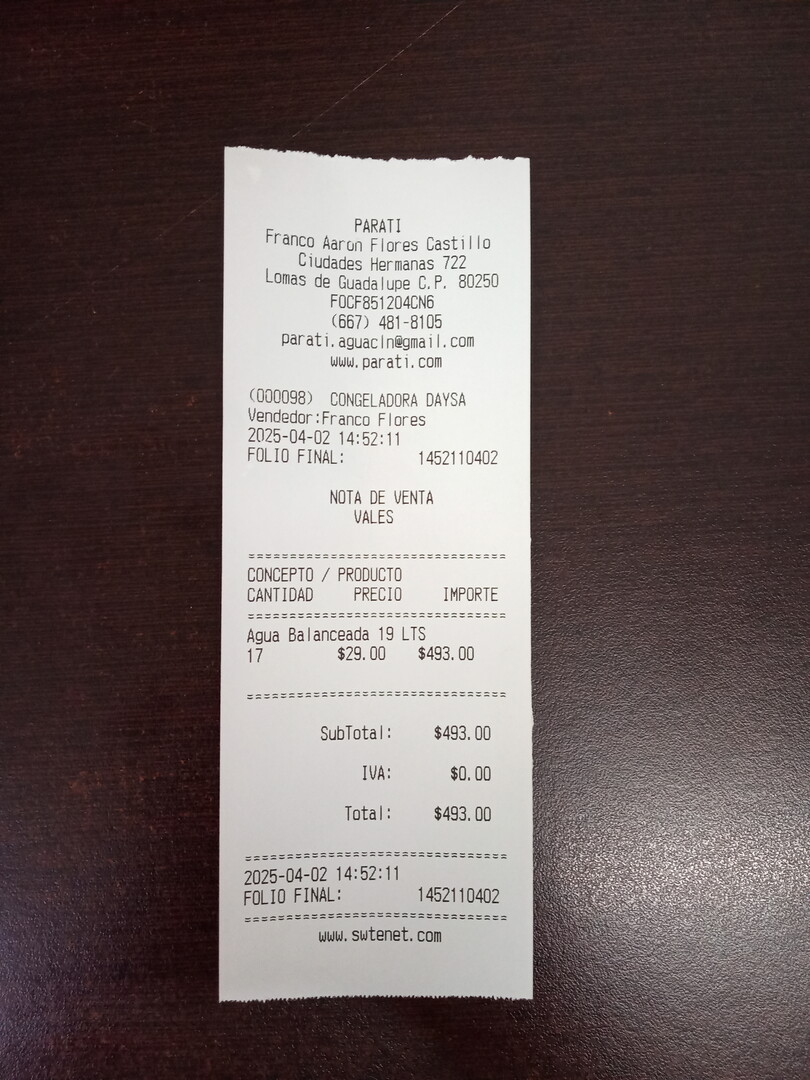 PARATI
Franco Aaron Flores Castillo
Ciudades Hermanas 722
Lomas de Guadalupe C.P. 80250
FOCF851204CN6
(667) 481-8105
parati.aguacln@gmail.com
www.parati.com
(000098) CONGELADORA DAYSA
Vendedor:Franco Flores
2025-04-02 14:52:11
FOLIO FINAL: 1452110402
NOTA DE VENTA
VALES
================================
CONCEPTO / PRODUCTO
CANTIDAD PRECIO IMPORTE
================================
Agua Balanceada 19 LTS
17 $29.00 $493.00
================================
SubTotal: $493.00
IVA: $0.00
Total: $493.00
================================
2025-04-02 14:52:11
FOLIO FINAL: 1452110402
================================
www.swtenet.com